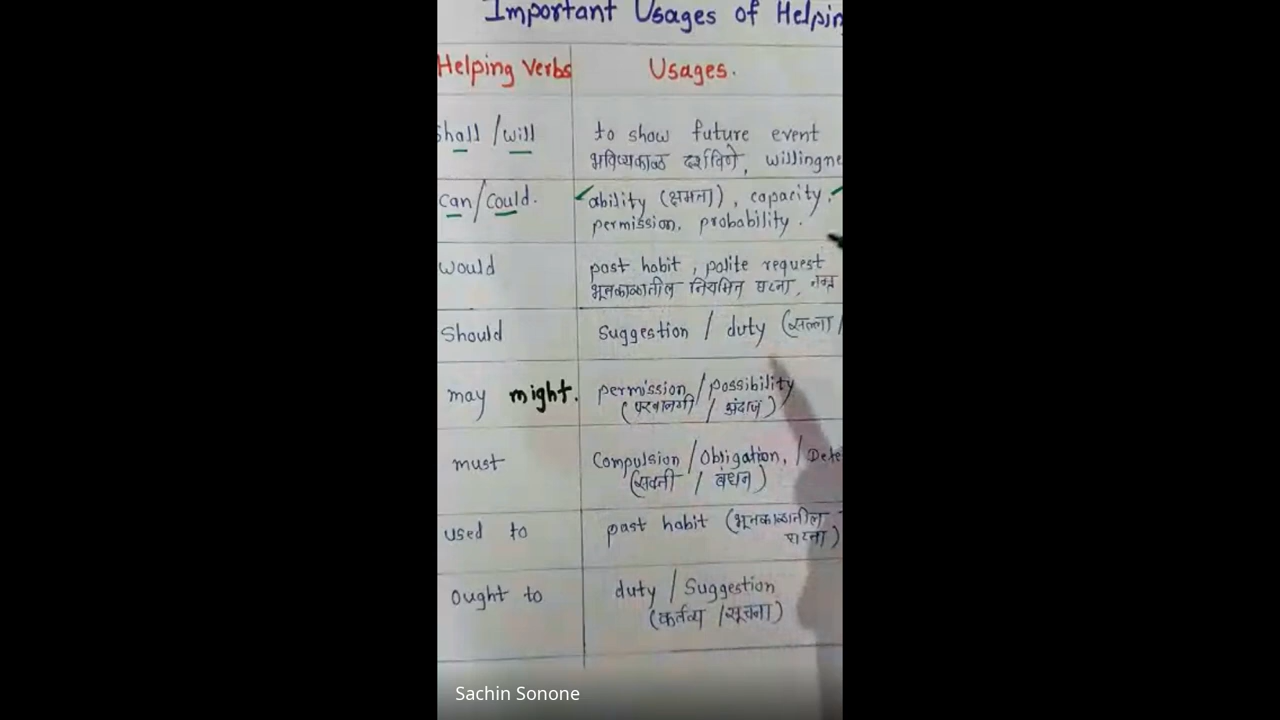 Important Usages of Helpin
Helping Verbs Usages.
Shall / will to show future event
भविष्यकाळ दर्शविणे, willingne
can/could. ability (क्षमता), capacity,
permission, probability.
would past habit, polite request
भूतकाळातील नियमित घटना, नम्र
Should Suggestion / duty (सल्ला /
may might. permission / possibility
(परवानगी / अंदाज)
must Compulsion / Obligation, / Dete
(सक्ती / बंधन)
used to past habit (भूतकाळातील
घटना)
ought to duty / Suggestion
(कर्तव्य / सूचना)
Sachin Sonone